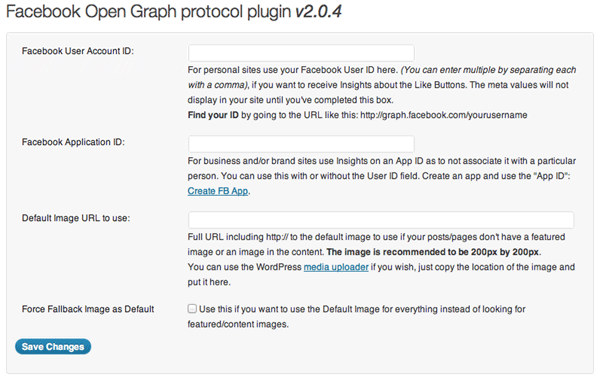 Facebook Open Graph protocol plugin v2.0.4
Facebook User Account ID:
For personal sites use your Facebook User ID here. (You can enter multiple by separating each
with a comma), if you want to receive Insights about the Like Buttons. The meta values will not
display in your site until you've completed this box.
Find your ID by going to the URL like this: http://graph.facebook.com/yourusername
Facebook Application ID:
For business and/or brand sites use Insights on an App ID as to not associate it with a particular
person. You can use this with or without the User ID field. Create an app and use the "App ID":
Create FB App.
Default Image URL to use:
Full URL including http:// to the default image to use if your posts/pages don't have a featured
image or an image in the content. The image is recommended to be 200px by 200px.
You can use the WordPress media uploader if you wish, just copy the location of the image and
put it here.
Force Fallback Image as Default
Use this if you want to use the Default Image for everything instead of looking for
featured/content images.
Save Changes